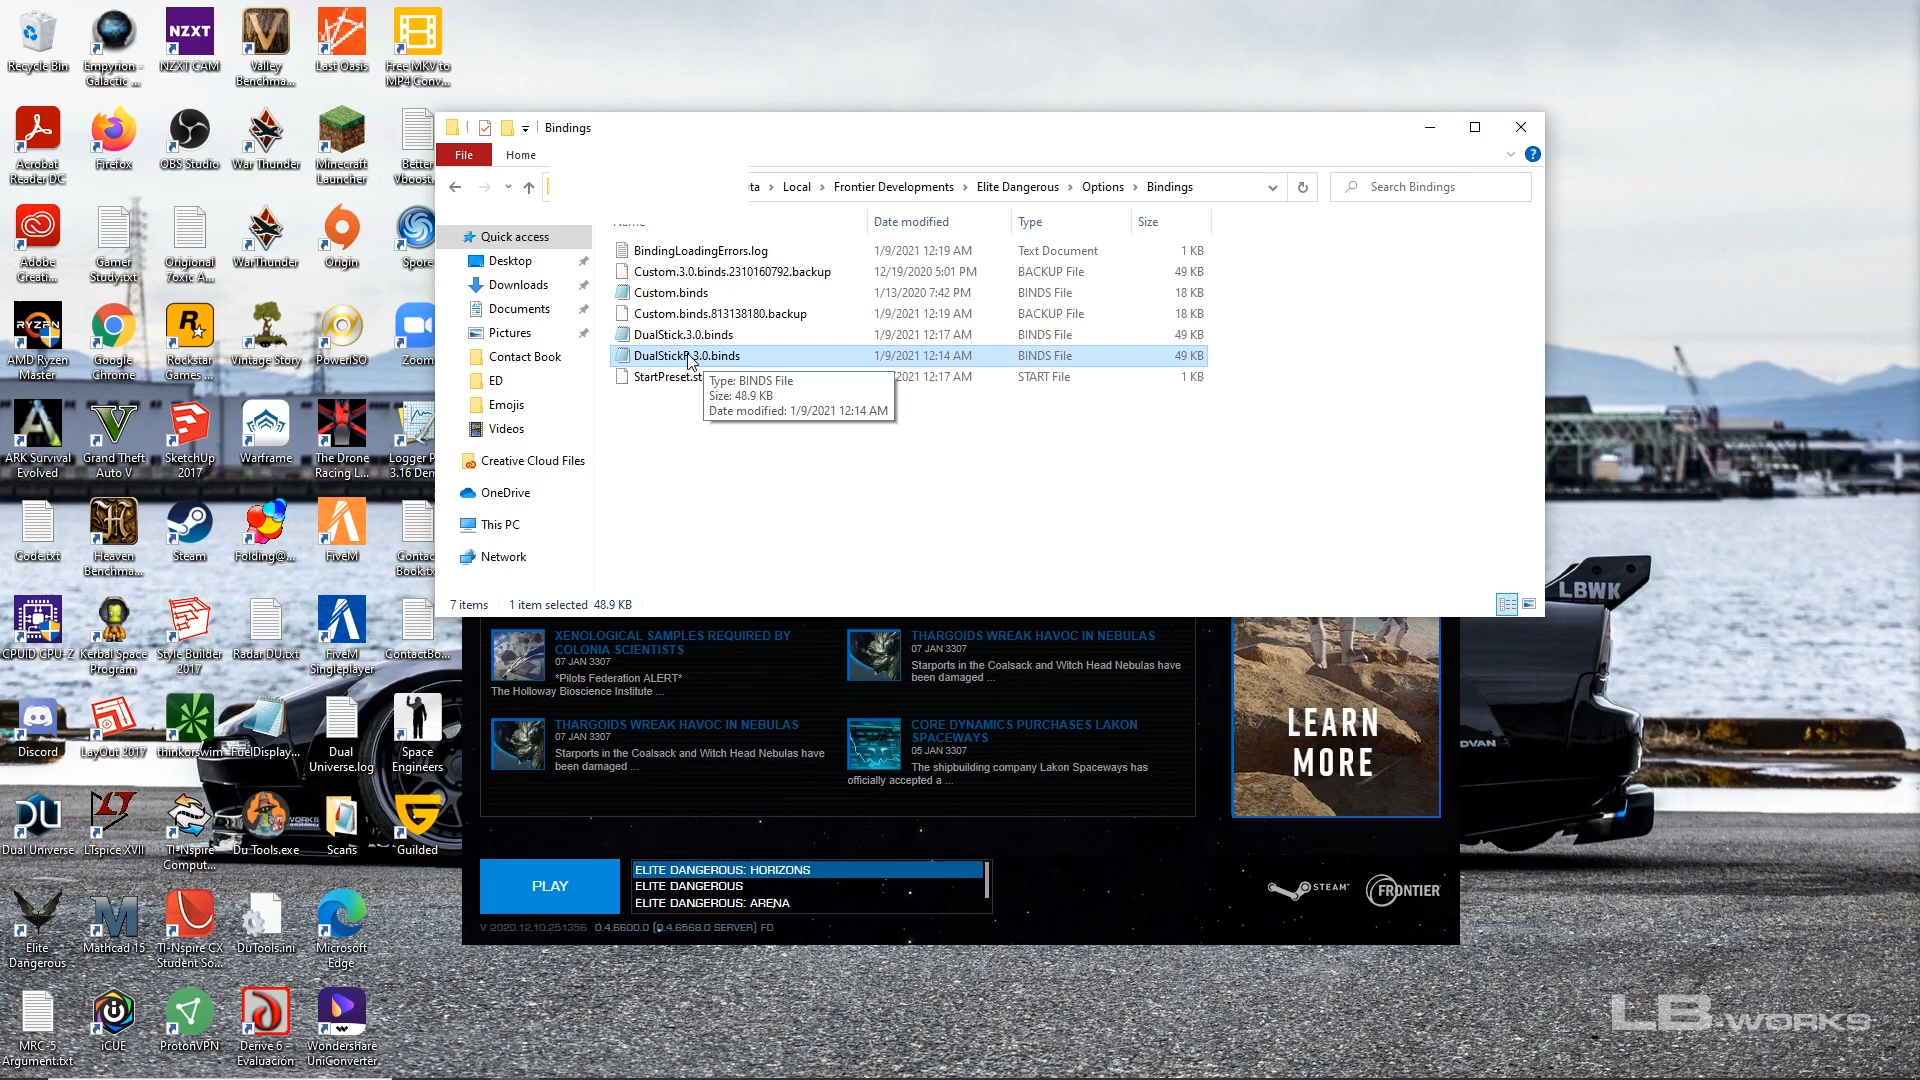 Recycle Bin
Empyrion - Galactic ...
NZXT
NZXT CAM
Valley Benchma...
Last Oasis
Free MKV to MP4 Conv...
Acrobat Reader DC
Firefox
OBS Studio
War Thunder
Minecraft Launcher
Better Vboost...
Adobe Creati...
Gamer Study.txt
Origional 7oxic A...
WarThunder
Origin
Spore
RYZEN
AMD Ryzen Master
Google Chrome
Rockstar Games ...
Vintage Story
PowerISO
Zoom
ARK Survival Evolved
Grand Theft Auto V
SketchUp 2017
Warframe
The Drone Racing L...
Logger P
3.16 Dem
Code.txt
Heaven Benchma...
Steam
Folding@...
FiveM
Contac
Book.tx
CPUID CPU-Z
Kerbal Space Program
Style Builder 2017
Radar DU.txt
FiveM Singleplayer
ContactBo...
Discord
LayOut 2017
thinkorswim
FuelDisplay...
Dual Universe.log
Space Engineers
Dual Universe
LTspice XVII
TI-Nspire Comput...
Du Tools.exe
Scans
Guilded
Elite Dangerous
Mathcad 15
TI-Nspire CX Student So...
DuTools.ini
Microsoft Edge
MRC-5 Argument.txt
iCUE
ProtonVPN
Derive 6 - Evaluación
Wondershare UniConverter
Bindings
File
Home
ta > Local > Frontier Developments > Elite Dangerous > Options > Bindings
Search Bindings
Date modified
Type
Size
Quick access
Desktop
Downloads
Documents
Pictures
Contact Book
ED
Emojis
Videos
Creative Cloud Files
OneDrive
This PC
Network
BindingLoadingErrors.log 1/9/2021 12:19 AM Text Document 1 KB
Custom.3.0.binds.2310160792.backup 12/19/2020 5:01 PM BACKUP File 49 KB
Custom.binds 1/13/2020 7:42 PM BINDS File 18 KB
Custom.binds.813138180.backup 1/9/2021 12:19 AM BACKUP File 18 KB
DualStick.3.0.binds 1/9/2021 12:17 AM BINDS File 49 KB
1/9/2021 12:14 AM BINDS File 49 KB
StartPreset.st 2021 12:17 AM START File 1 KB
Type: BINDS File
Size: 48.9 KB
Date modified: 1/9/2021 12:14 AM
7 items 1 item selected 48.9 KB
XENOLOGICAL SAMPLES REQUIRED BY
COLONIA SCIENTISTS
07 JAN 3307
*Pilots Federation ALERT*
The Holloway Bioscience Institute ...
THARGOIDS WREAK HAVOC IN NEBULAS
07 JAN 3307
Starports in the Coalsack and Witch Head Nebulas have
been damaged ...
THARGOIDS WREAK HAVOC IN NEBULAS
07 JAN 3307
Starports in the Coalsack and Witch Head Nebulas have
been damaged ...
CORE DYNAMICS PURCHASES LAKON
SPACEWAYS
05 JAN 3307
The shipbuilding company Lakon Spaceways has
officially accepted a ...
LEARN
MORE
PLAY
ELITE DANGEROUS: HORIZONS
ELITE DANGEROUS
ELITE DANGEROUS: ARENA
STEAM
FRONTIER
V 2020.12.10.251356 0.4.6600.0 (0.4.6568.0 SERVER) FD
LBWK
DVAN
LB★WORKS